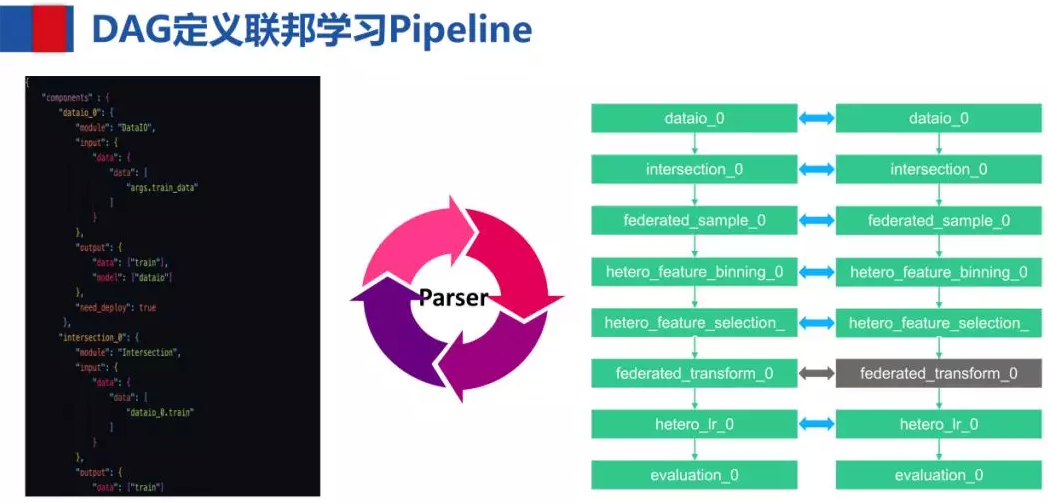 DAG定义联邦学习Pipeline
{
"components" : {
"dataio_0": {
"module": "DataIO",
"input": {
"data": {
"data": [
"args.train_data"
]
}
},
"output": {
"data": ["train"],
"model": ["dataio"]
},
"need_deploy": true
},
"intersection_0": {
"module": "Intersection",
"input": {
"data": {
"data": [
"dataio_0.train"
]
}
},
"output": {
"data": ["train"]
Parser
dataio_0 dataio_0
intersection_0 intersection_0
federated_sample_0 federated_sample_0
hetero_feature_binning_0 hetero_feature_binning_0
hetero_feature_selection_ hetero_feature_selection_
federated_transform_0 federated_transform_0
hetero_lr_0 hetero_lr_0
evaluation_0 evaluation_0